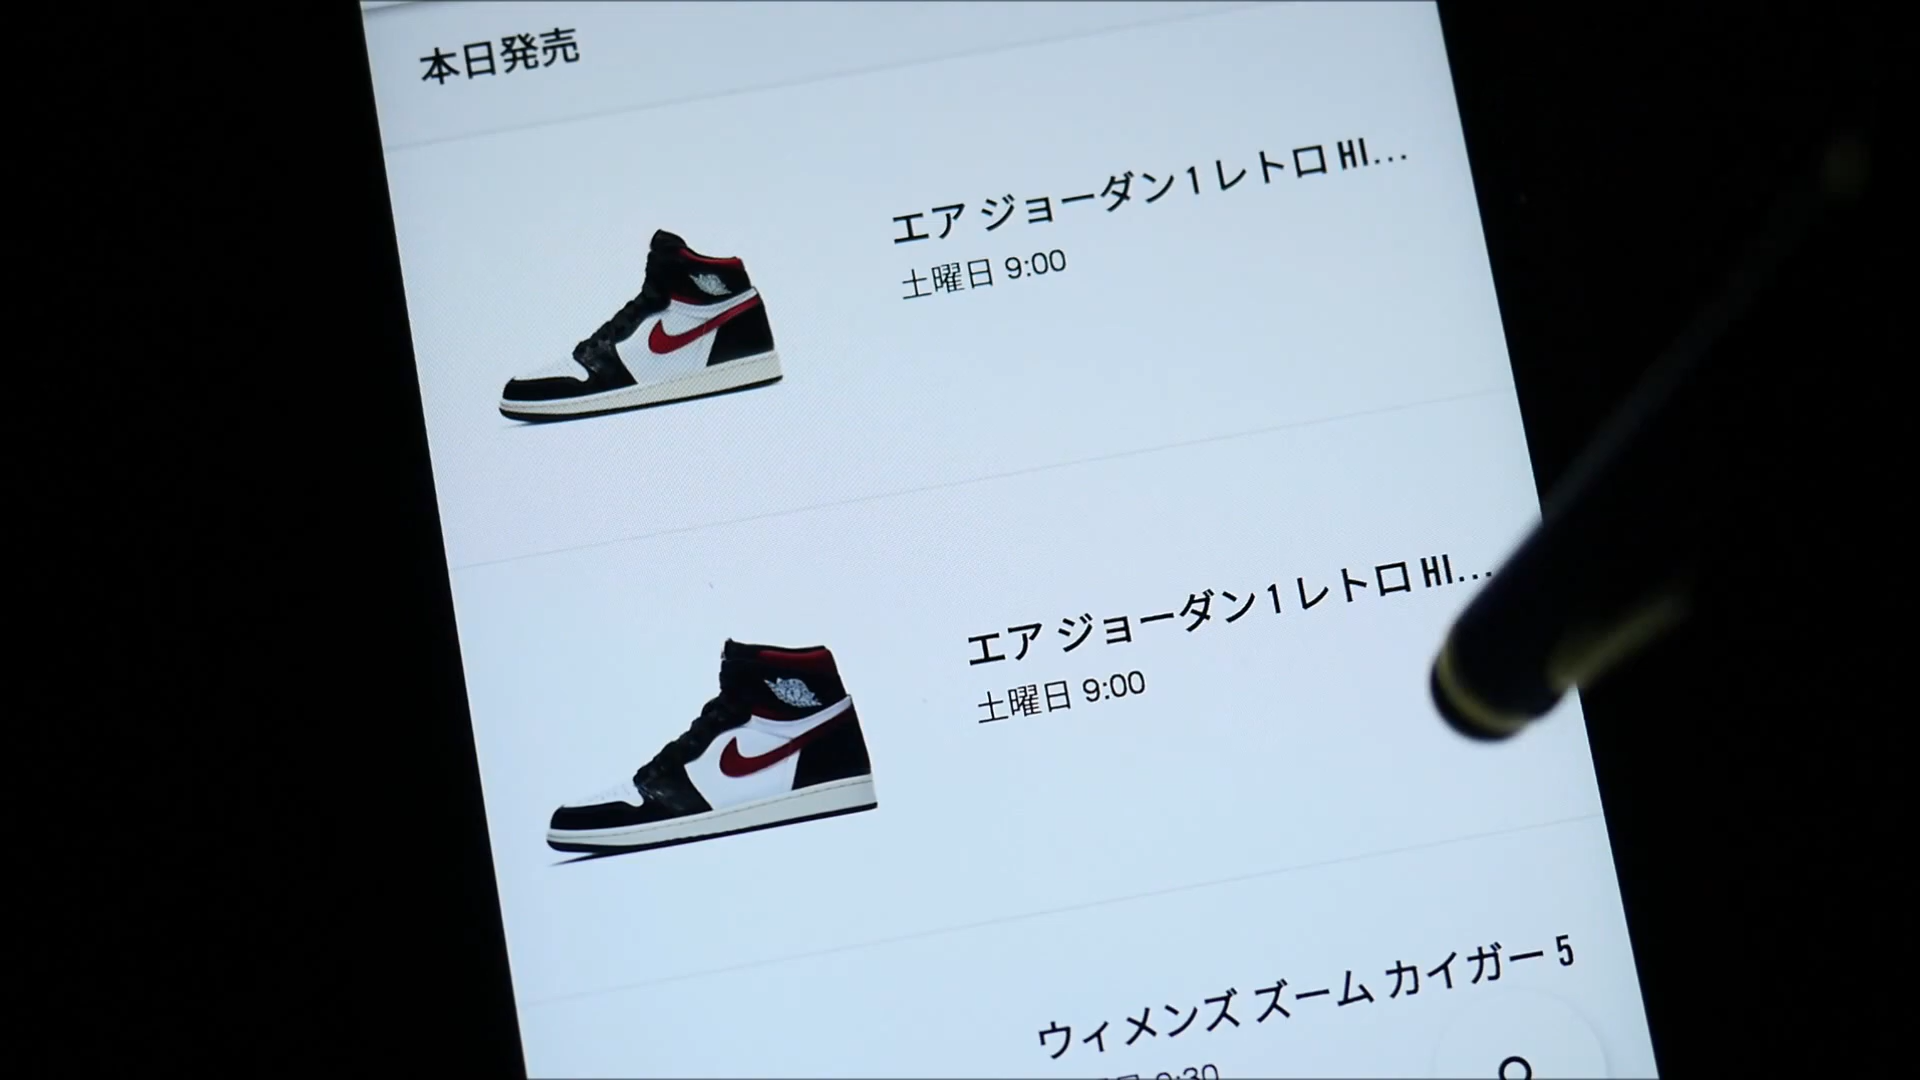 本日発売
エア ジョーダン 1 レトロ HI...
土曜日 9:00
エア ジョーダン 1 レトロ HI...
土曜日 9:00
ウィメンズ ズーム カイガー 5